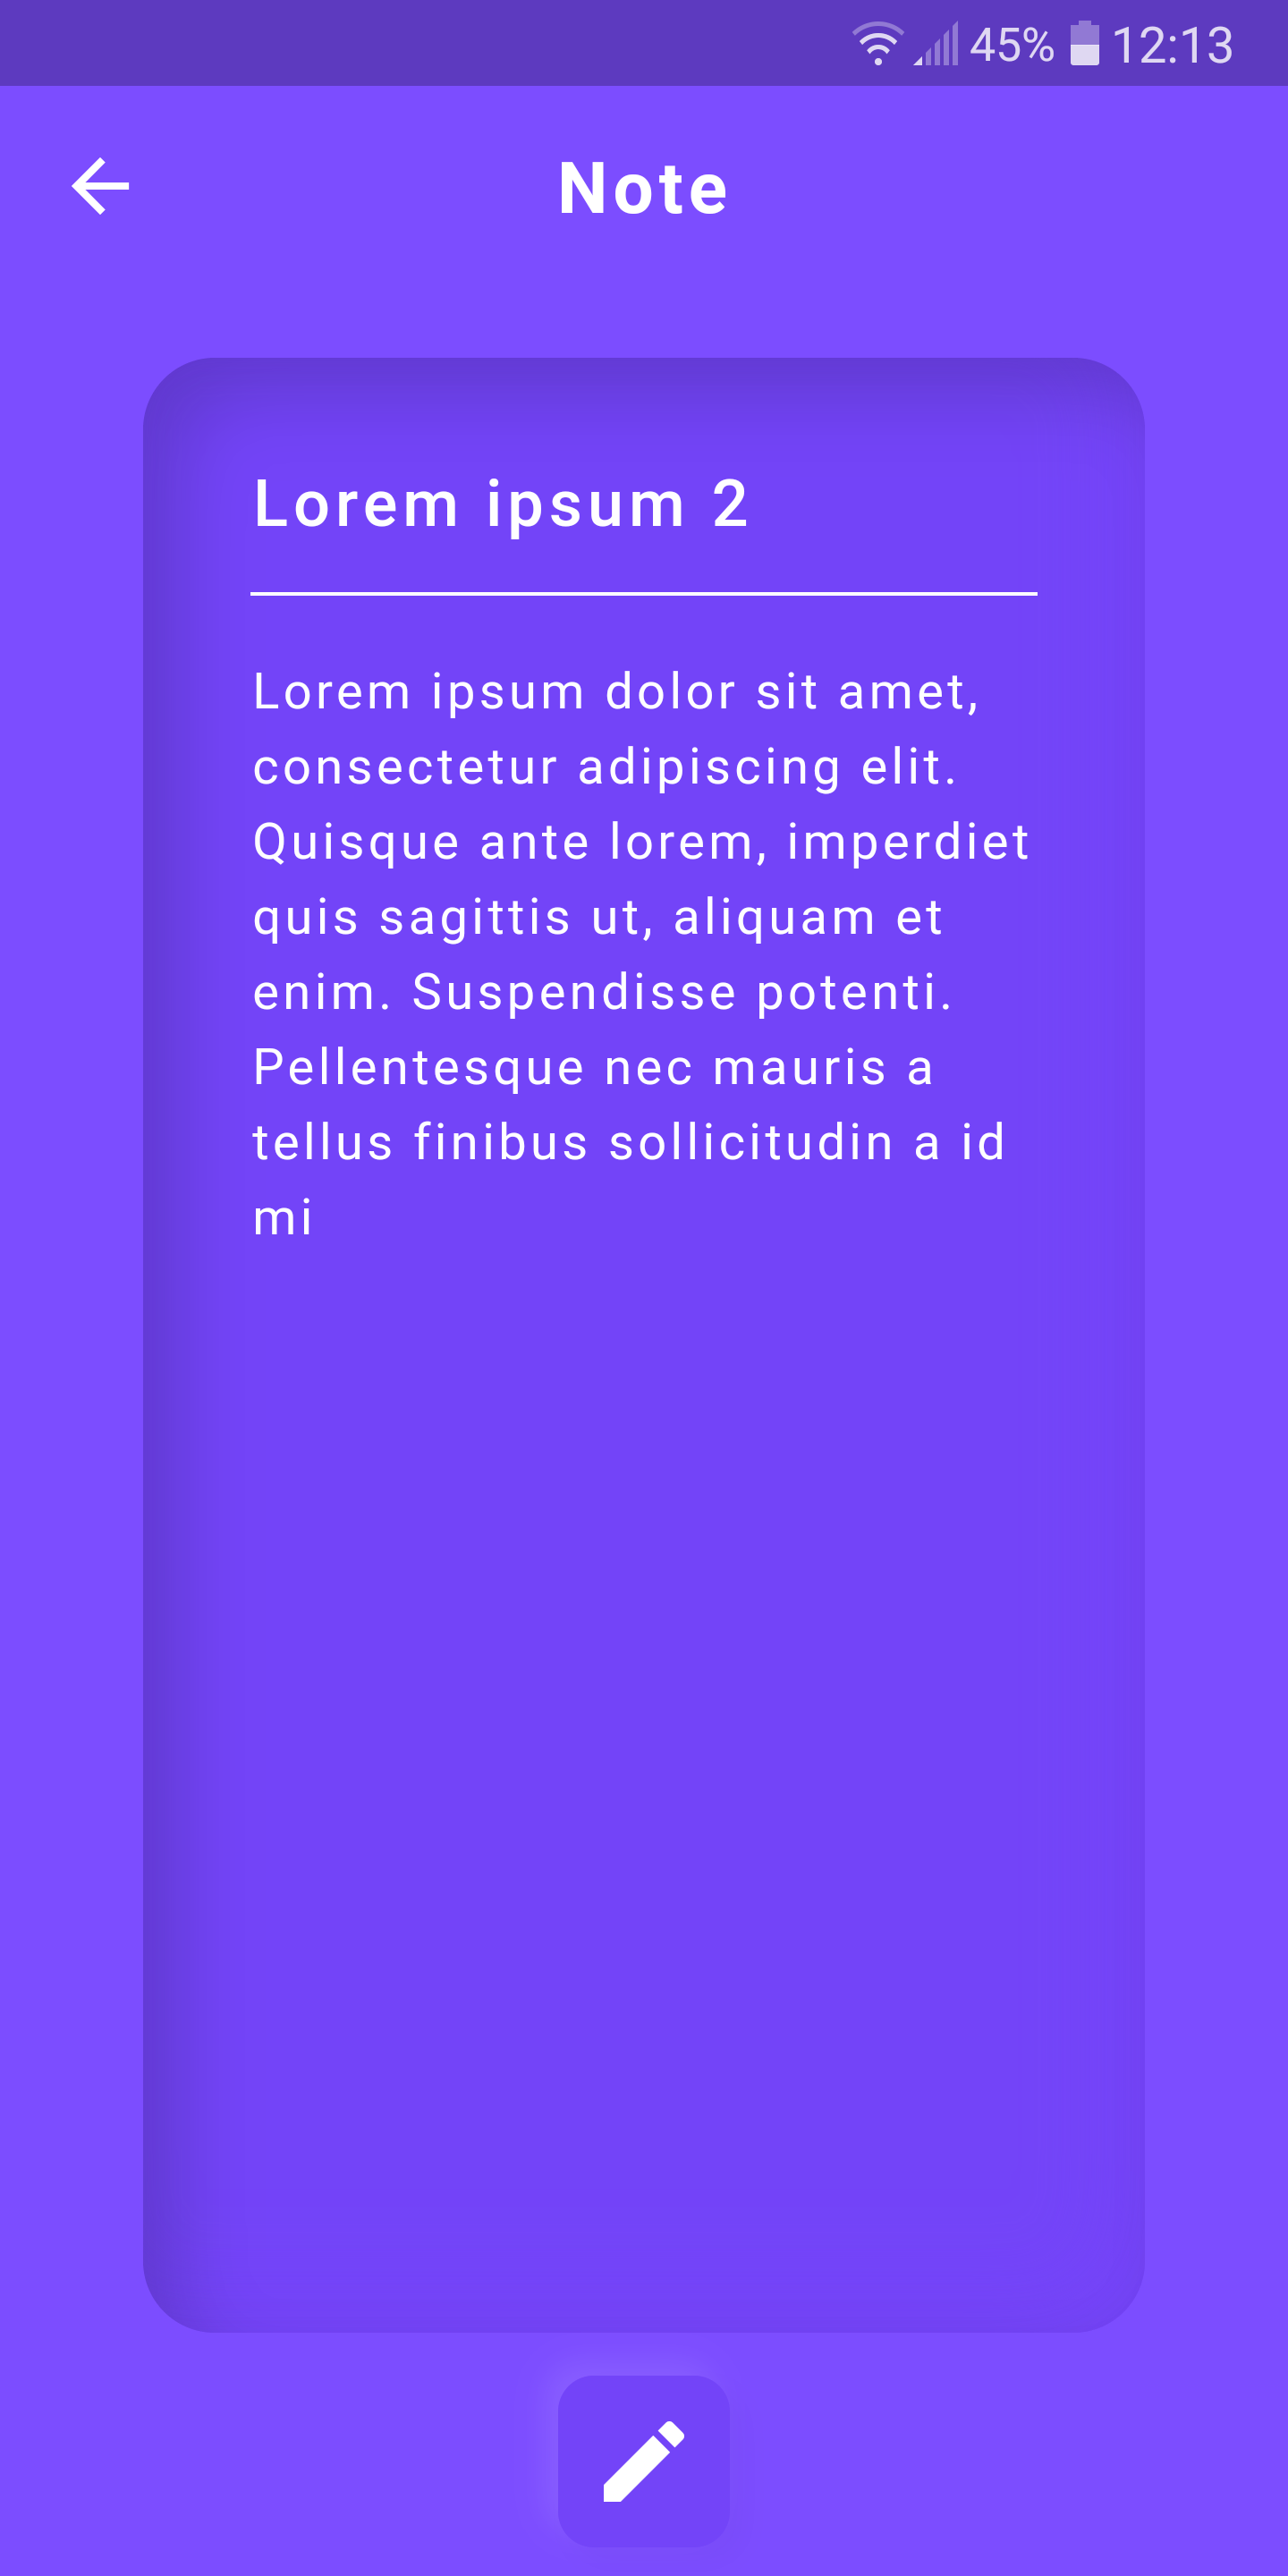 45% 12:13
Note
Lorem ipsum 2
Lorem ipsum dolor sit amet,
consectetur adipiscing elit.
Quisque ante lorem, imperdiet
quis sagittis ut, aliquam et
enim. Suspendisse potenti.
Pellentesque nec mauris a
tellus finibus sollicitudin a id
mi